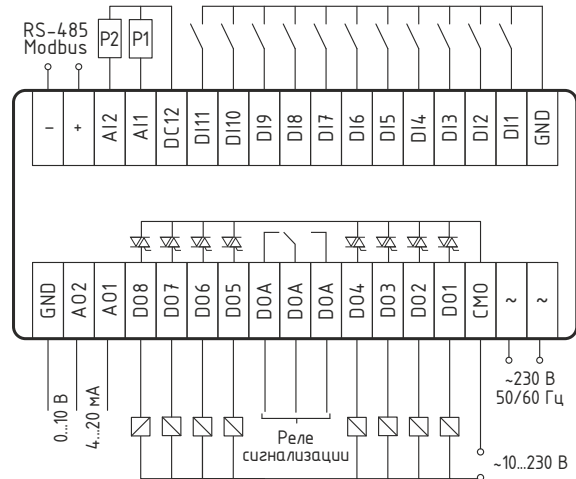 RS-485
Modbus
P2
P1
–
+
AI2
AI1
DC12
DI11
DI10
DI9
DI8
DI7
DI6
DI5
DI4
DI3
DI2
DI1
GND
GND
AO2
AO1
DO8
DO7
DO6
DO5
DOA
DOA
DOA
DO4
DO3
DO2
DO1
CMO
~
~
0...10 В
4...20 мА
Реле
сигнализации
~230 В
50/60 Гц
~10...230 В